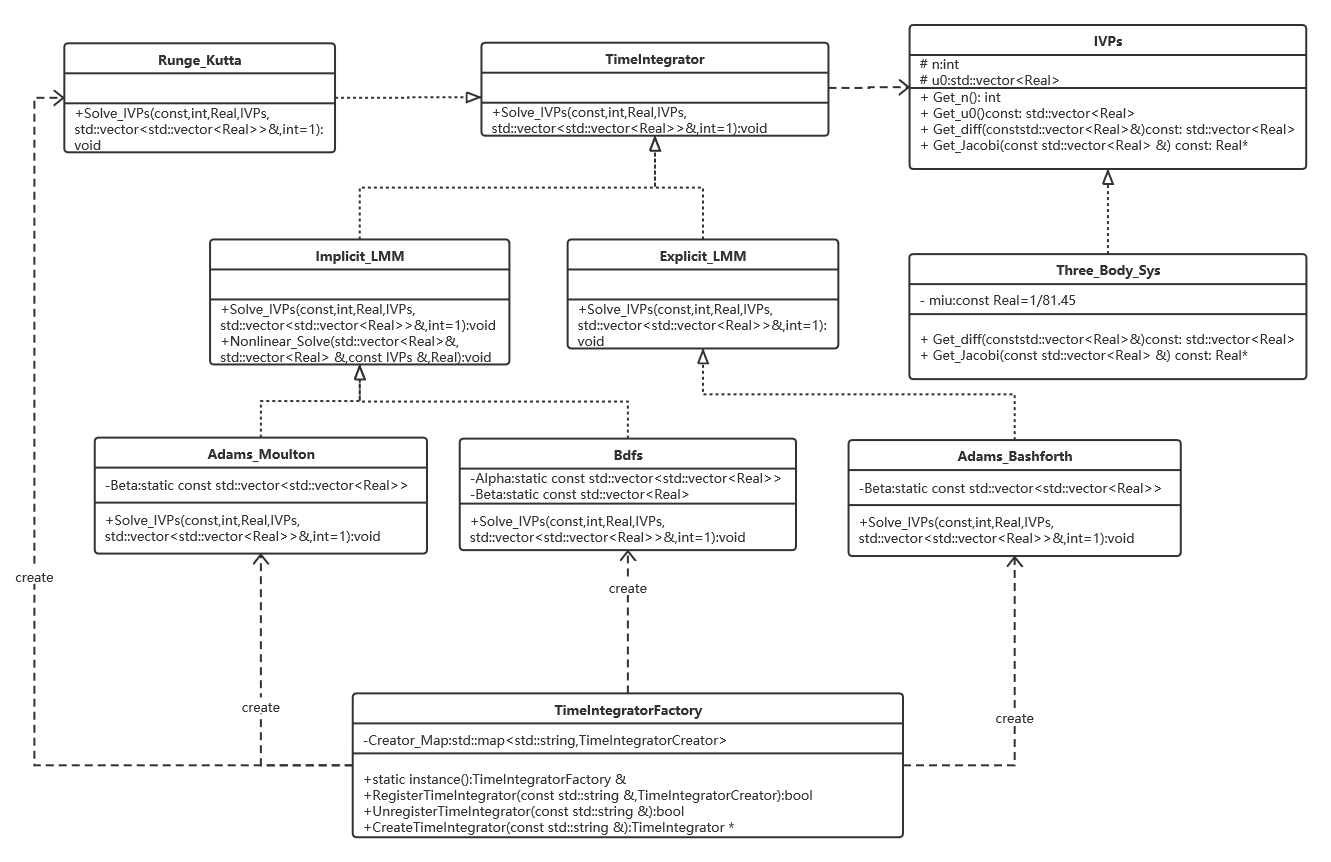 Runge_Kutta
+Solve_IVPs(const,int,Real,IVPs,
std::vector<std::vector<Real>>&,int=1):
void
TimeIntegrator
+Solve_IVPs(const,int,Real,IVPs,
std::vector<std::vector<Real>>&,int=1):void
IVPs
# n:int
# u0:std::vector<Real>
+ Get_n(): int
+ Get_u0()const: std::vector<Real>
+ Get_diff(conststd::vector<Real>&)const: std::vector<Real>
+ Get_Jacobi(const std::vector<Real> &) const: Real*
Implicit_LMM
+Solve_IVPs(const,int,Real,IVPs,
std::vector<std::vector<Real>>&,int=1):void
+Nonlinear_Solve(std::vector<Real>&,
std::vector<Real> &,const IVPs &,Real):void
Explicit_LMM
+Solve_IVPs(const,int,Real,IVPs,
std::vector<std::vector<Real>>&,int=1):
void
Three_Body_Sys
- miu:const Real=1/81.45
+ Get_diff(conststd::vector<Real>&)const: std::vector<Real>
+ Get_Jacobi(const std::vector<Real> &) const: Real*
Adams_Moulton
-Beta:static const std::vector<std::vector<Real>>
+Solve_IVPs(const,int,Real,IVPs,
std::vector<std::vector<Real>>&,int=1):void
Bdfs
-Alpha:static const std::vector<std::vector<Real>>
-Beta:static const std::vector<Real>
+Solve_IVPs(const,int,Real,IVPs,
std::vector<std::vector<Real>>&,int=1):void
Adams_Bashforth
-Beta:static const std::vector<std::vector<Real>>
+Solve_IVPs(const,int,Real,IVPs,
std::vector<std::vector<Real>>&,int=1):void
create
create
create
create
TimeIntegratorFactory
-Creator_Map:std::map<std::string,TimeIntegratorCreator>
+static instance():TimeIntegratorFactory &
+RegisterTimeIntegrator(const std::string &,TimeIntegratorCreator):bool
+UnregisterTimeIntegrator(const std::string &):bool
+CreateTimeIntegrator(const std::string &):TimeIntegrator *